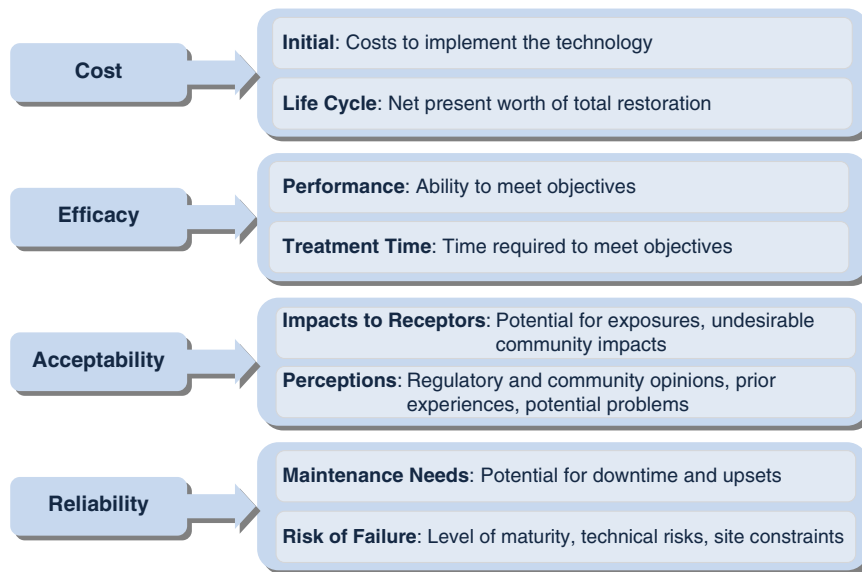 Cost
Initial: Costs to implement the technology
Life Cycle: Net present worth of total restoration
Efficacy
Performance: Ability to meet objectives
Treatment Time: Time required to meet objectives
Acceptability
Impacts to Receptors: Potential for exposures, undesirable
community impacts
Perceptions: Regulatory and community opinions, prior
experiences, potential problems
Reliability
Maintenance Needs: Potential for downtime and upsets
Risk of Failure: Level of maturity, technical risks, site constraints